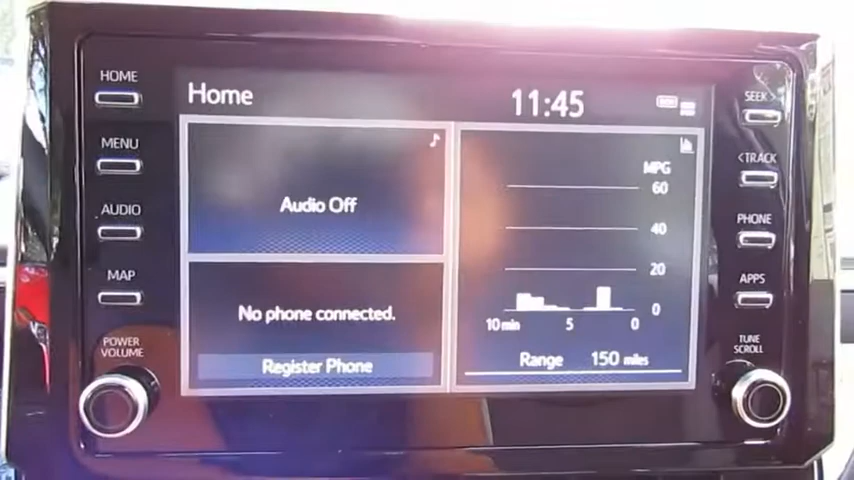 HOME
MENU
AUDIO
MAP
POWER
VOLUME
Home
11:45
Audio Off
No phone connected.
Register Phone
MPG
60
40
20
0
10 min 5 0
Range 150 miles
SEEK >
< TRACK
PHONE
APPS
TUNE
SCROLL